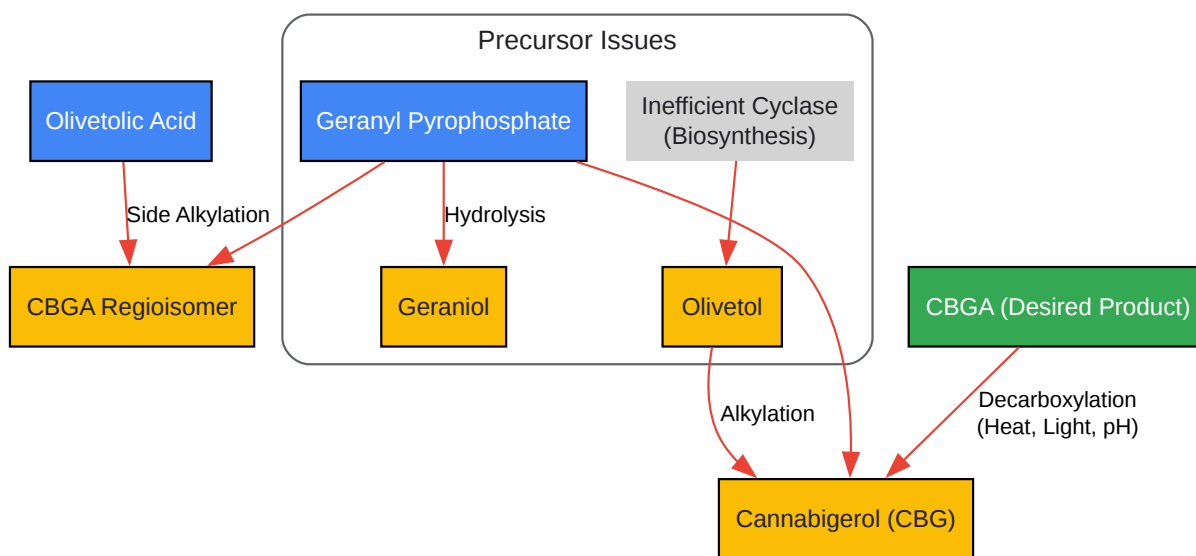 Precursor Issues
Olivetolic Acid
Geranyl Pyrophosphate
Inefficient Cyclase
(Biosynthesis)
Side Alkylation
Hydrolysis
CBGA Regioisomer
Geraniol
Olivetol
CBGA (Desired Product)
Alkylation
Decarboxylation
(Heat, Light, pH)
Cannabigerol (CBG)